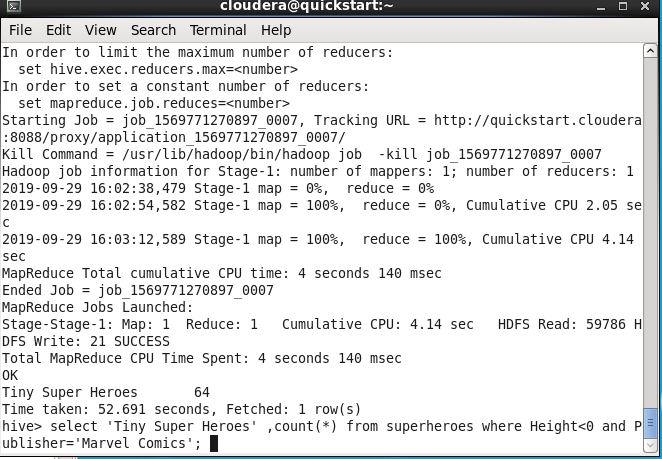 cloudera@quickstart:~
File Edit View Search Terminal Help
In order to limit the maximum number of reducers:
  set hive.exec.reducers.max=<number>
In order to set a constant number of reducers:
  set mapreduce.job.reduces=<number>
Starting Job = job_1569771270897_0007, Tracking URL = http://quickstart.cloudera
:8088/proxy/application_1569771270897_0007/
Kill Command = /usr/lib/hadoop/bin/hadoop job  -kill job_1569771270897_0007
Hadoop job information for Stage-1: number of mappers: 1; number of reducers: 1
2019-09-29 16:02:38,479 Stage-1 map = 0%,  reduce = 0%
2019-09-29 16:02:54,582 Stage-1 map = 100%,  reduce = 0%, Cumulative CPU 2.05 se
c
2019-09-29 16:03:12,589 Stage-1 map = 100%,  reduce = 100%, Cumulative CPU 4.14
sec
MapReduce Total cumulative CPU time: 4 seconds 140 msec
Ended Job = job_1569771270897_0007
MapReduce Jobs Launched:
Stage-Stage-1: Map: 1  Reduce: 1   Cumulative CPU: 4.14 sec   HDFS Read: 59786 H
DFS Write: 21 SUCCESS
Total MapReduce CPU Time Spent: 4 seconds 140 msec
OK
Tiny Super Heroes       64
Time taken: 52.691 seconds, Fetched: 1 row(s)
hive> select 'Tiny Super Heroes' ,count(*) from superheroes where Height<0 and P
ublisher='Marvel Comics';